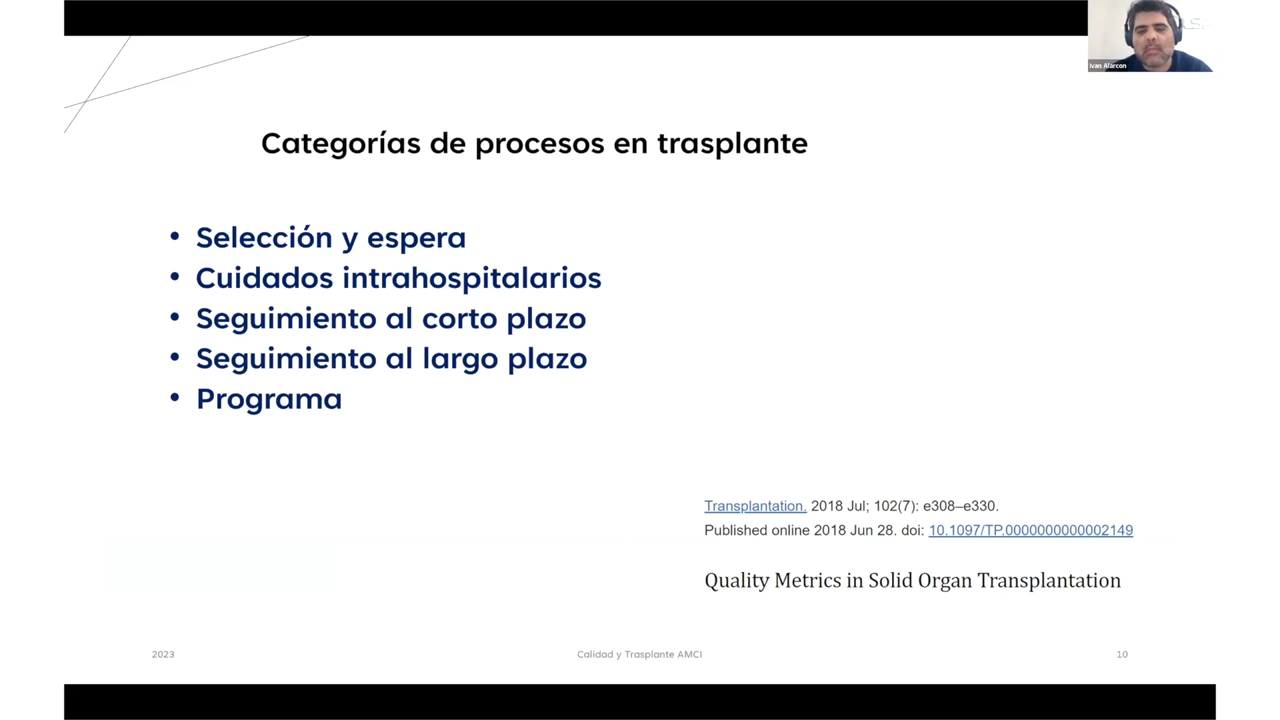 Ivan Alarcon
Categorías de procesos en trasplante
• Selección y espera
• Cuidados intrahospitalarios
• Seguimiento al corto plazo
• Seguimiento al largo plazo
• Programa
Transplantation. 2018 Jul; 102(7): e308–e330.
Published online 2018 Jun 28. doi: 10.1097/TP.0000000000002149
Quality Metrics in Solid Organ Transplantation
2023
Calidad y Trasplante AMCI
10